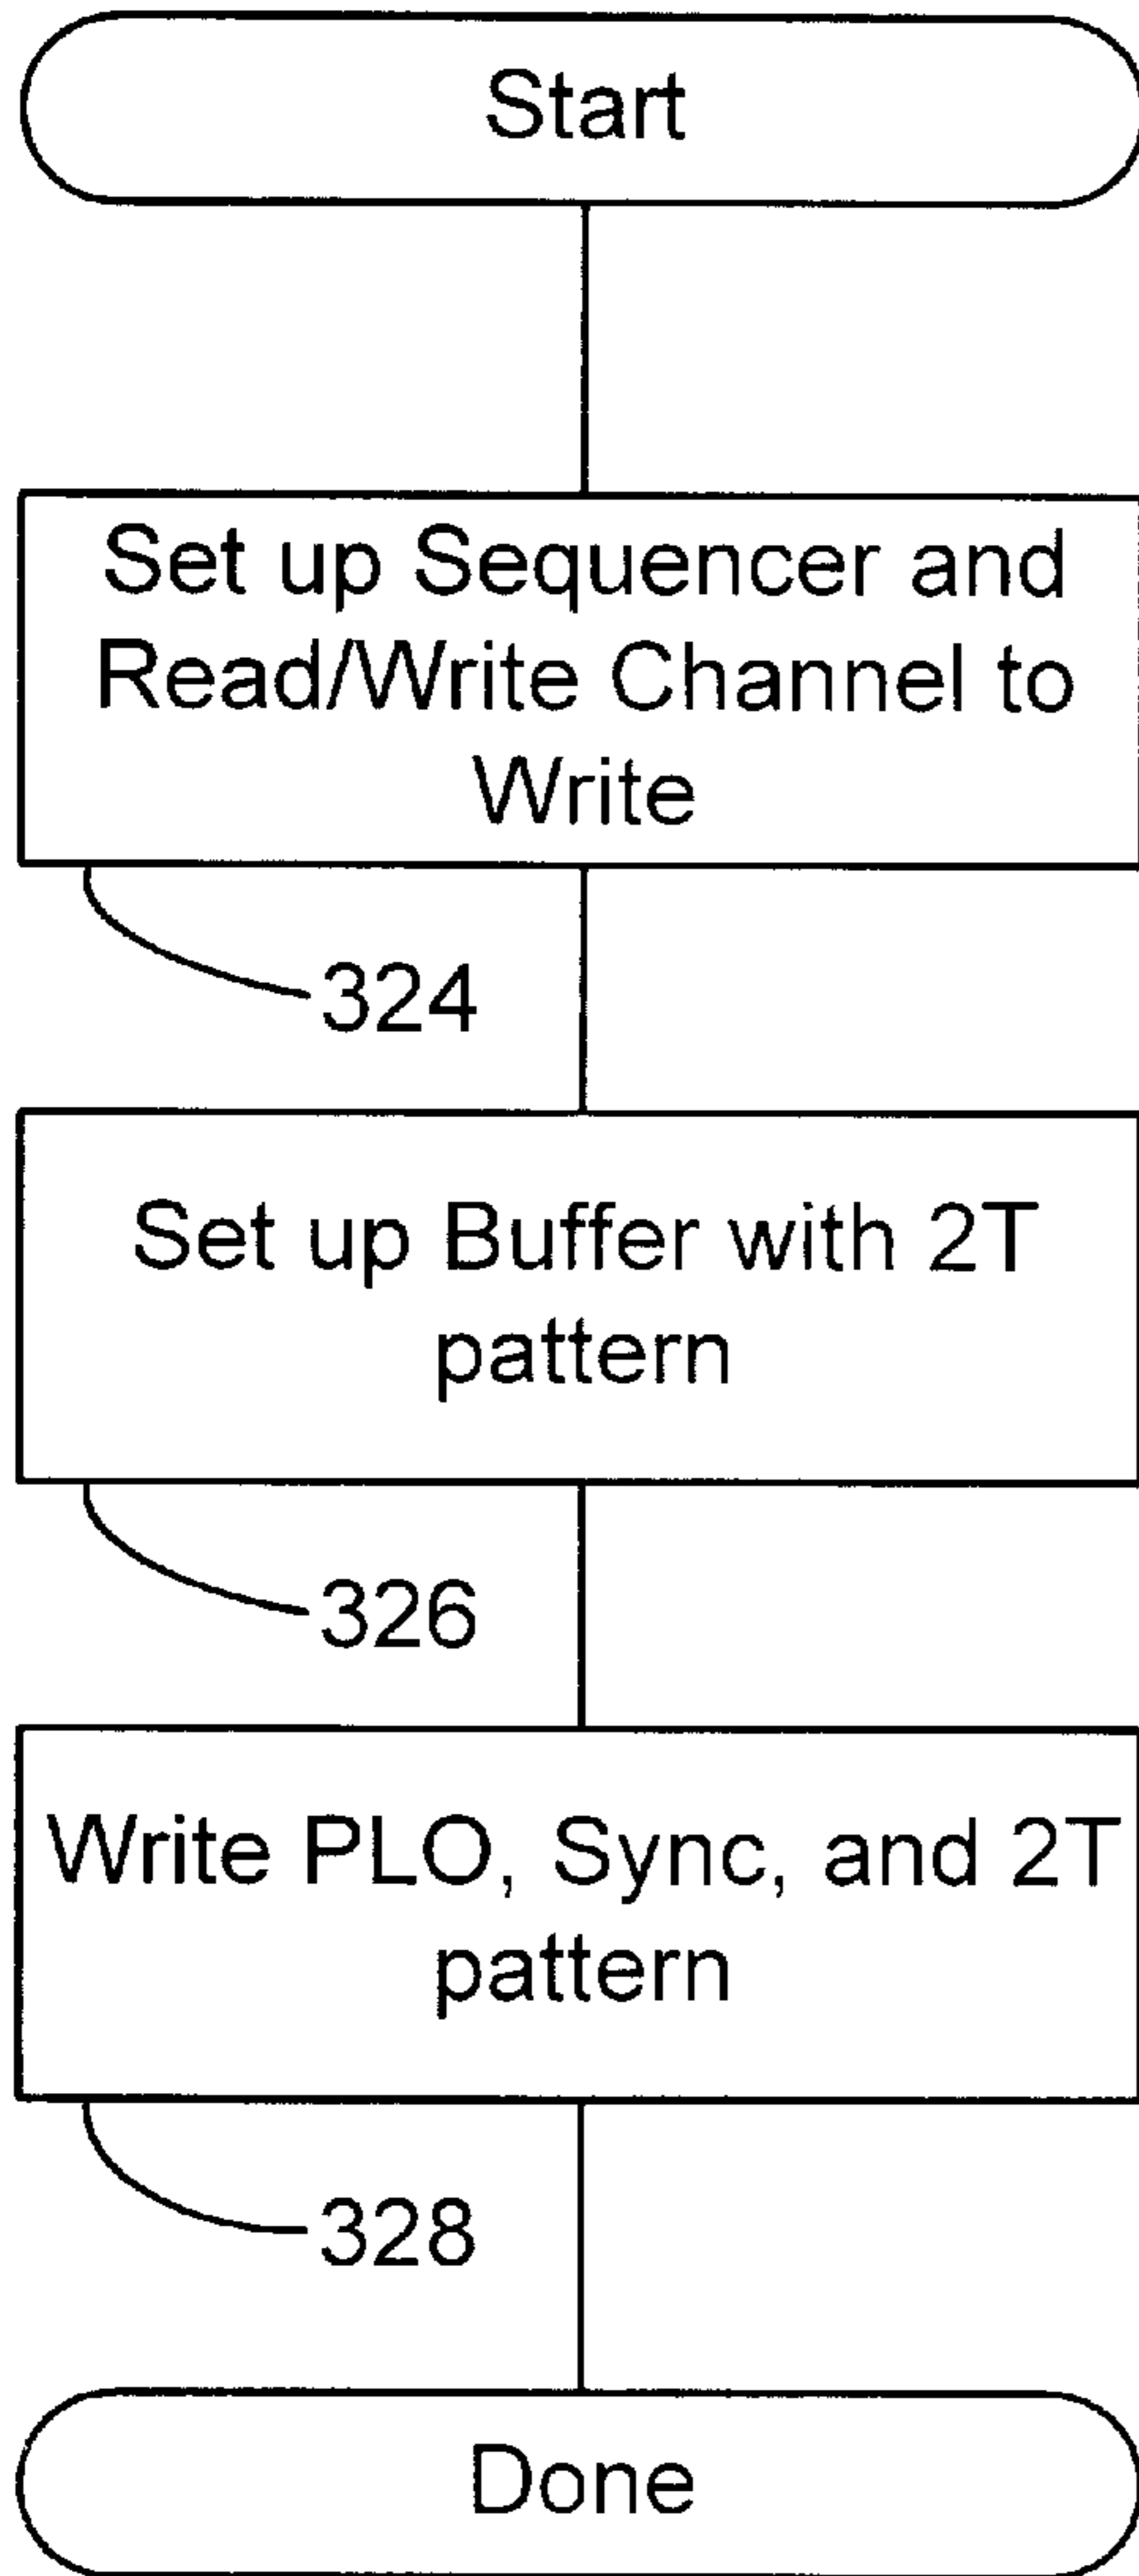 Start
Set up Sequencer and
Read/Write Channel to
Write
324
Set up Buffer with 2T
pattern
326
Write PLO, Sync, and 2T
pattern
328
Done